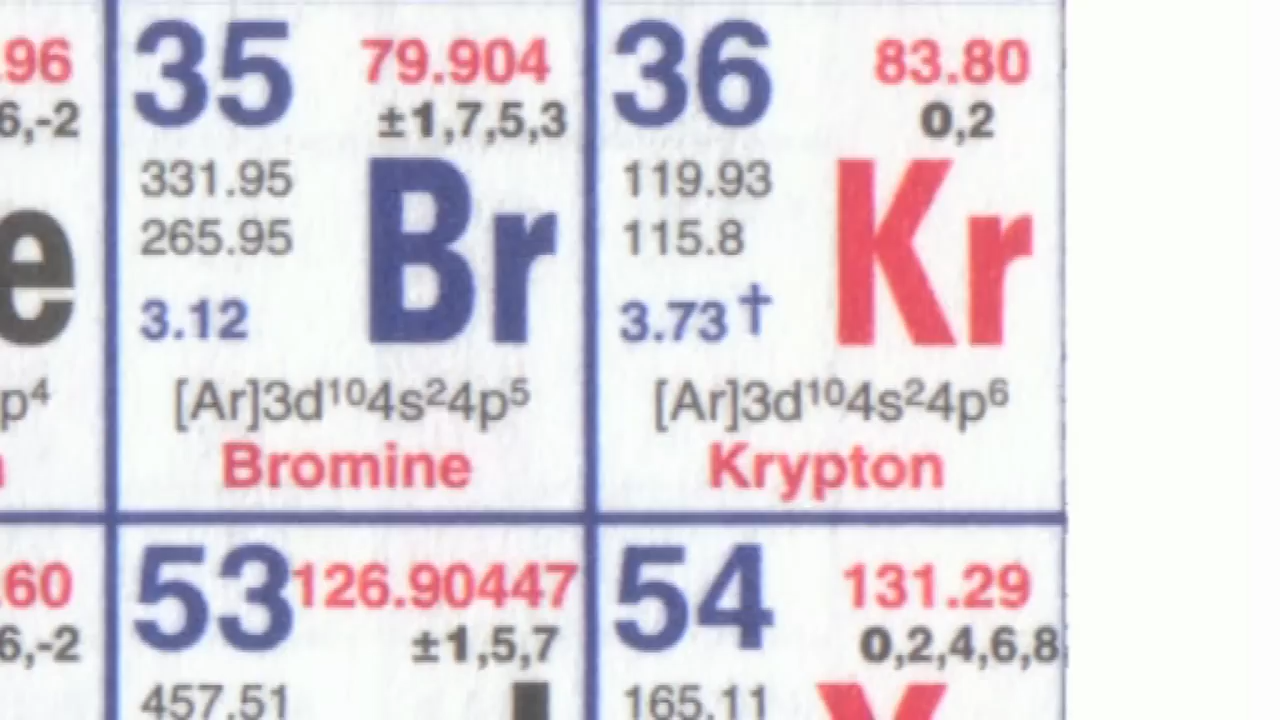 .96 35 79.904 36 83.80
6,-2 ±1,7,5,3 0,2
331.95 119.93
265.95 115.8
e Br Kr
3.12 3.73†
p⁴ [Ar]3d¹⁰4s²4p⁵ [Ar]3d¹⁰4s²4p⁶
Bromine Krypton
.60 53 126.90447 54 131.29
6,-2 ±1,5,7 0,2,4,6,8
457.51 165.11